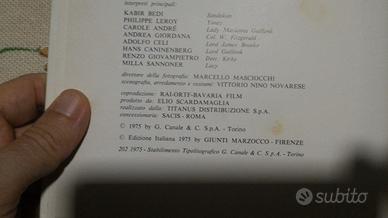 interpreti principali:
KABIR BEDI Sandokan
PHILIPPE LEROY Yanez
CAROLE ANDRÉ Lady Marianna Guillonk
ANDREA GIORDANA Col. W. Fitzgerald
ADOLFO CELI Lord James Brooke
HANS CANINENBERG Lord Guillonk
RENZO GIOVAMPIETRO Dott. Kirby
MILLA SANNONER Lucy
direttore della fotografia: MARCELLO MASCIOCCHI
scenografia, arredamento e costumi: VITTORIO NINO NOVARESE
coproduzione: RAI-ORTF-BAVARIA FILM
prodotto da: ELIO SCARDAMAGLIA
realizzato dalla: TITANUS DISTRIBUZIONE S.p.A.
concessionaria: SACIS - ROMA
© 1975 by G. Canale & C. S.p.A. - Torino
© Edizione Italiana 1975 by GIUNTI MARZOCCO - FIRENZE
202 1975 - Stabilimento Tipolitografico G. Canale & C. S.p.A. - Torino
subito